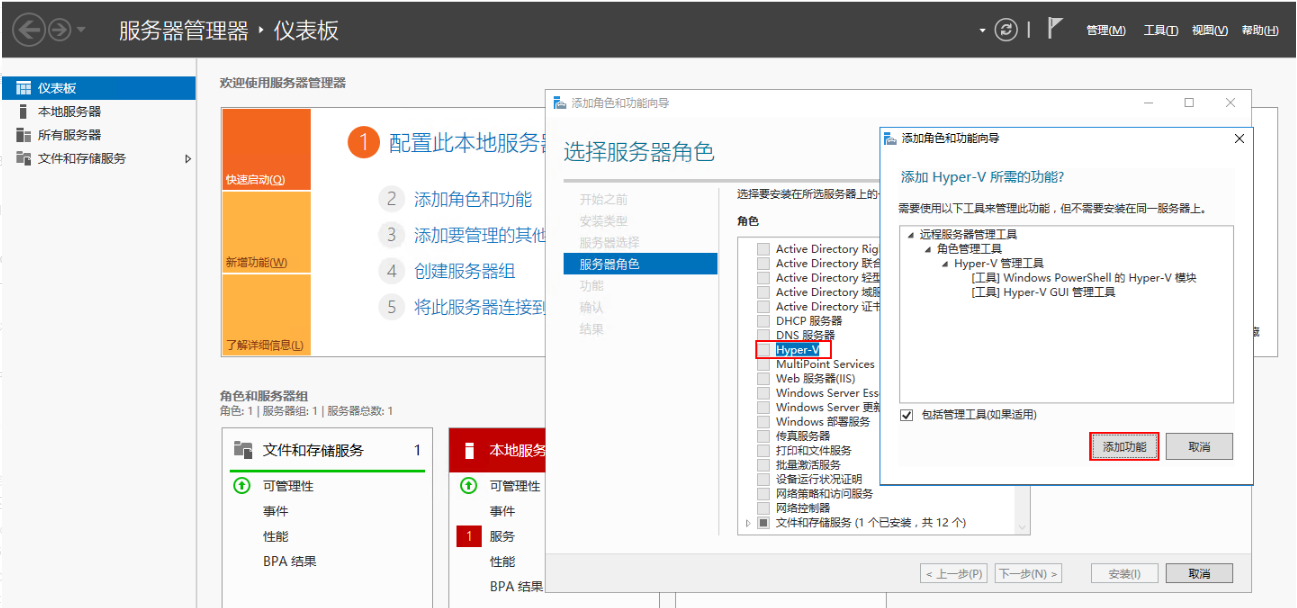 服务器管理器 · 仪表板
管理(M) 工具(T) 视图(V) 帮助(H)
仪表板
本地服务器
所有服务器
文件和存储服务
欢迎使用服务器管理器
快速启动(Q)
新增功能(W)
了解详细信息(L)
1 配置此本地服务器
2 添加角色和功能
3 添加要管理的其他
4 创建服务器组
5 将此服务器连接到
角色和服务器组
角色: 1 | 服务器组: 1 | 服务器总数: 1
文件和存储服务 1
可管理性
事件
性能
BPA 结果
本地服务
可管理性
事件
1 服务
性能
BPA 结果
添加角色和功能向导
选择服务器角色
开始之前
安装类型
服务器选择
服务器角色
功能
确认
结果
选择要安装在所选服务器上的
角色
Active Directory Rig
Active Directory 联合
Active Directory 轻型
Active Directory 域服
Active Directory 证书
DHCP 服务器
DNS 服务器
Hyper-V
MultiPoint Services
Web 服务器(IIS)
Windows Server Ess
Windows Server 更新
Windows 部署服务
传真服务器
打印和文件服务
批量激活服务
设备运行状况证明
网络策略和访问服务
网络控制器
文件和存储服务 (1 个已安装，共 12 个)
< 上一步(P) 下一步(N) > 安装(I) 取消
添加角色和功能向导
添加 Hyper-V 所需的功能?
需要使用以下工具来管理此功能，但不需要安装在同一服务器上。
远程服务器管理工具
角色管理工具
Hyper-V 管理工具
[工具] Windows PowerShell 的 Hyper-V 模块
[工具] Hyper-V GUI 管理工具
包括管理工具(如果适用)
添加功能 取消